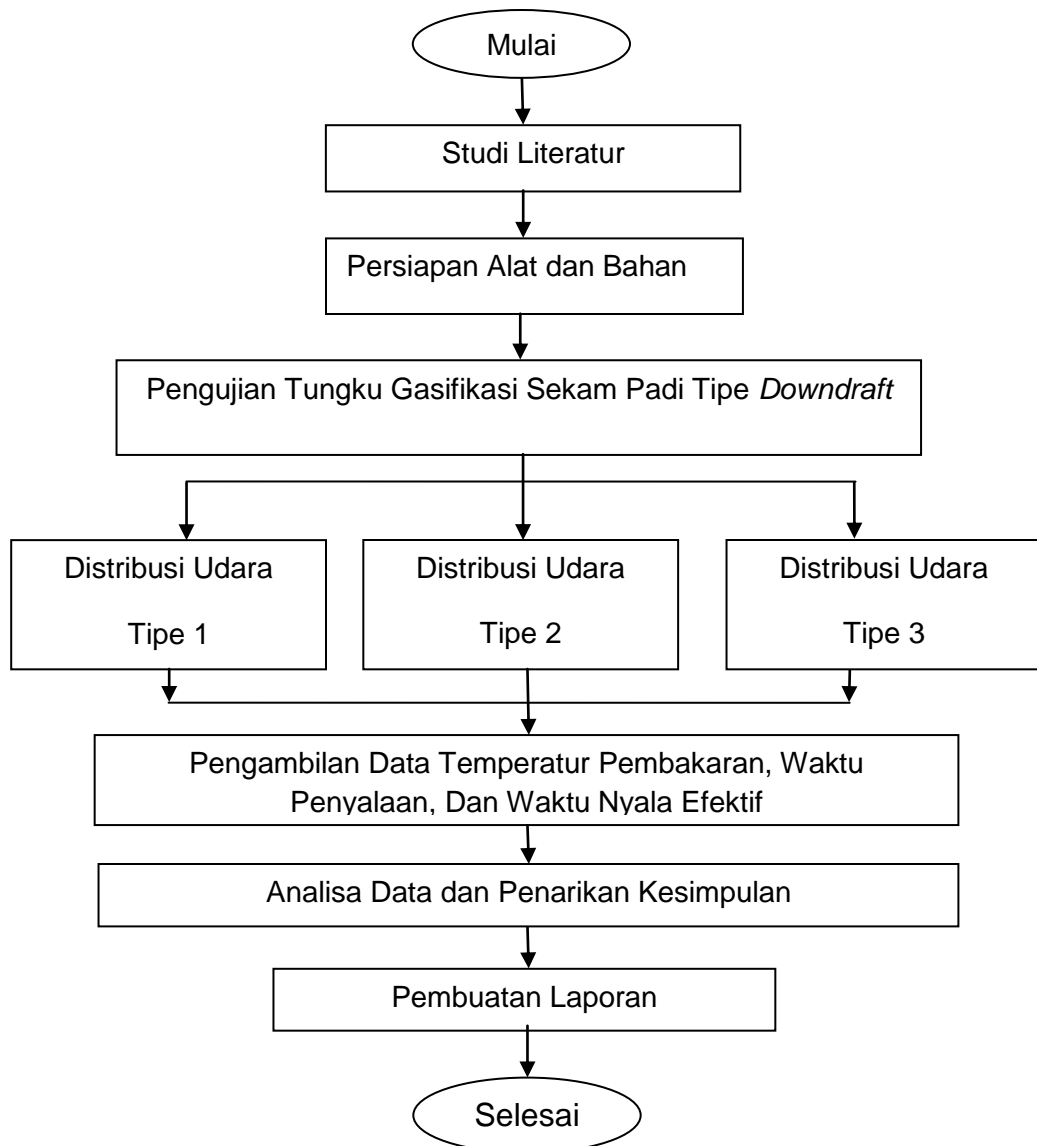 Mulai
Studi Literatur
Persiapan Alat dan Bahan
Pengujian Tungku Gasifikasi Sekam Padi Tipe Downdraft
Distribusi Udara
Tipe 1
Distribusi Udara
Tipe 2
Distribusi Udara
Tipe 3
Pengambilan Data Temperatur Pembakaran, Waktu
Penyalaan, Dan Waktu Nyala Efektif
Analisa Data dan Penarikan Kesimpulan
Pembuatan Laporan
Selesai